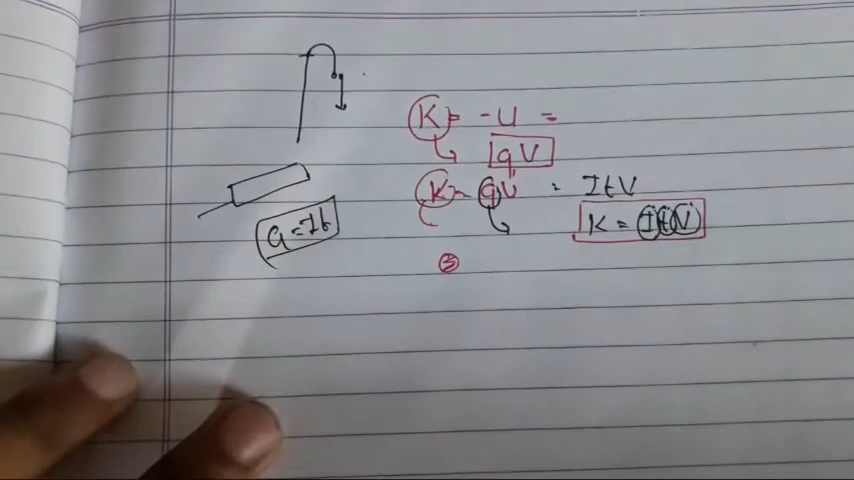 K = - U =
qV
K = qV = ItV
q = It
K = ItV